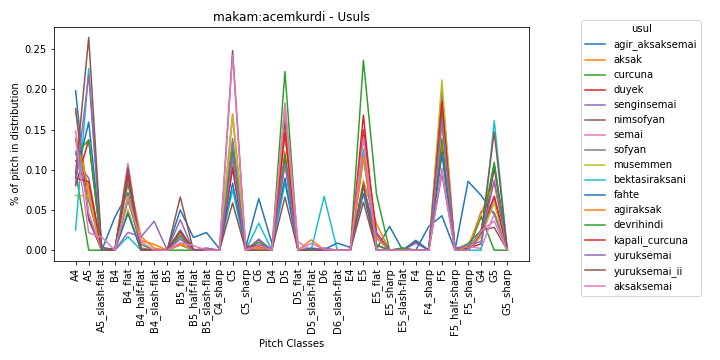 makam:acemkurdi - Usuls
% of pitch in distribution
0.25
0.20
0.15
0.10
0.05
0.00
A4
A5
A5_slash-flat
B4
B4_flat
B4_half-flat
B4_slash-flat
B5
B5_flat
B5_half-flat
B5_slash-flat
C4_sharp
C5
C5_sharp
C6
D4
D5
D5_flat
D5_slash-flat
D6
D6_slash-flat
E4
E5
E5_flat
E5_sharp
E5_slash-flat
F4
F4_sharp
F5
F5_half-sharp
F5_sharp
G4
G5
G5_sharp
Pitch Classes
usul
agir_aksaksemai
aksak
curcuna
duyek
senginsemai
nimsofyan
semai
sofyan
musemmen
bektasiraksani
fahte
agiraksak
devrihindi
kapali_curcuna
yuruksemai
yuruksemai_ii
aksaksemai